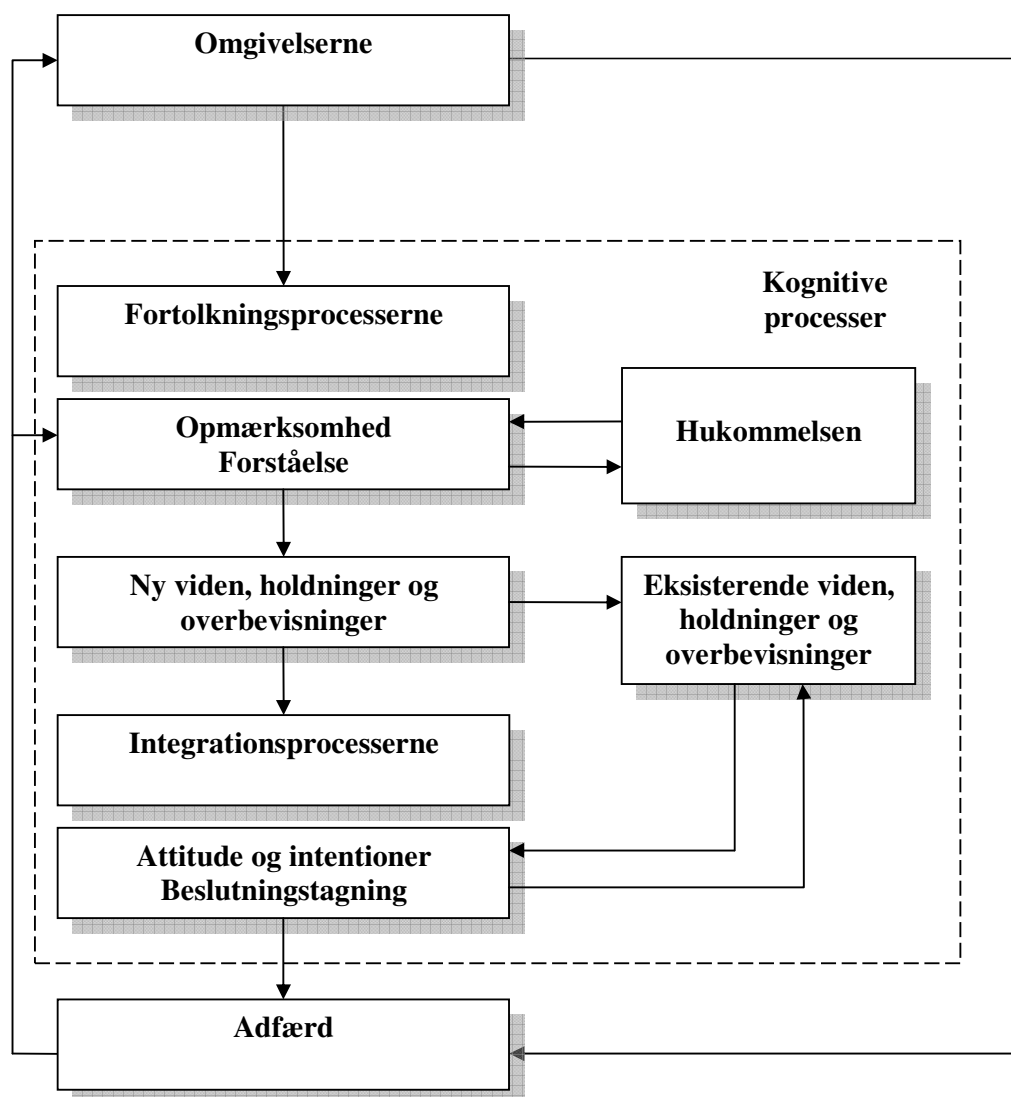 Omgivelserne
Kognitive
processer
Fortolkningsprocesserne
Opmærksomhed
Forståelse
Hukommelsen
Ny viden, holdninger og
overbevisninger
Eksisterende viden,
holdninger og
overbevisninger
Integrationsprocesserne
Attitude og intentioner
Beslutningstagning
Adfærd